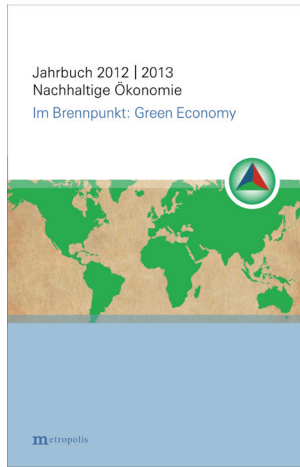 Jahrbuch 2012 | 2013
Nachhaltige Ökonomie
Im Brennpunkt: Green Economy
metropolis